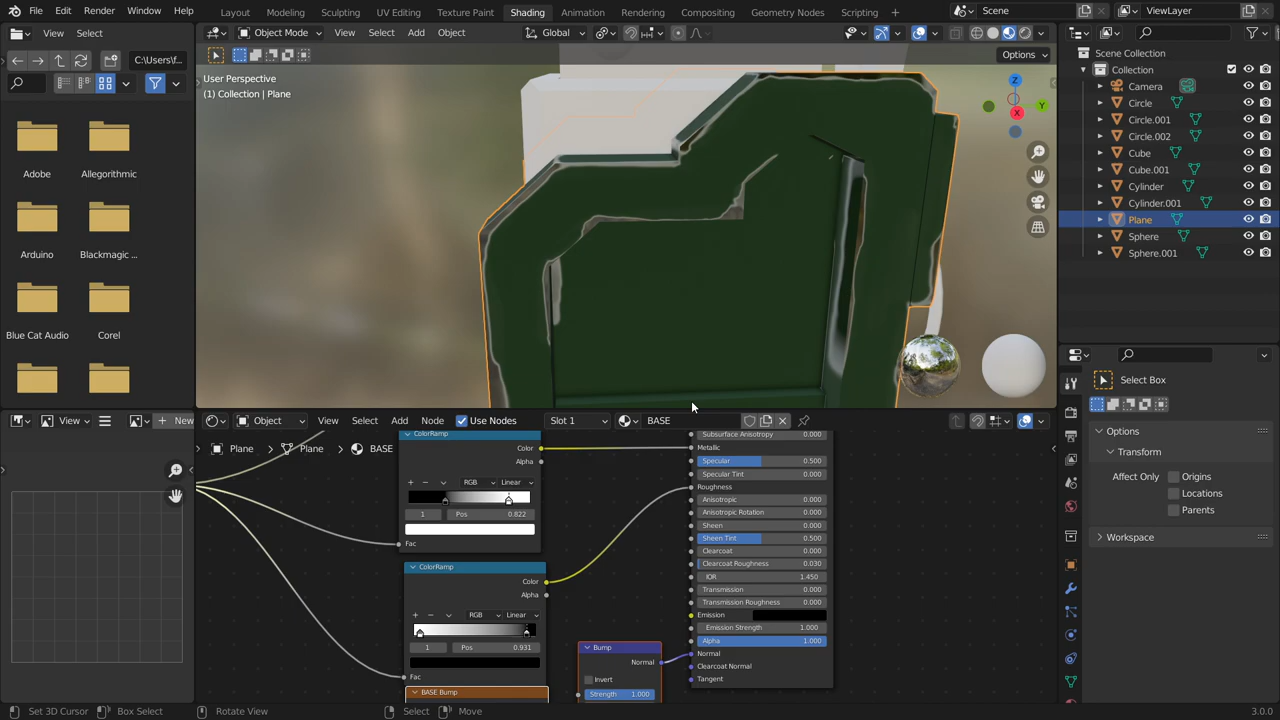 File Edit Render Window Help Layout Modeling Sculpting UV Editing Texture Paint Shading Animation Rendering Compositing Geometry Nodes Scripting Scene ViewLayer
View Select Object Mode View Select Add Object Global Options
C:\Users\f...
User Perspective
(1) Collection | Plane
Z
Y
X
Adobe Allegorithmic
Arduino Blackmagic ...
Blue Cat Audio Corel
Scene Collection
Collection
Camera
Circle
Circle.001
Circle.002
Cube
Cube.001
Cylinder
Cylinder.001
Plane
Sphere
Sphere.001
Select Box
Options
Transform
Affect Only Origins
Locations
Parents
Workspace
View New Object View Select Add Node Use Nodes Slot 1 BASE
Plane Plane BASE
ColorRamp
Color
Alpha
RGB Linear
1 Pos 0.822
Fac
ColorRamp
Color
Alpha
RGB Linear
1 Pos 0.931
Fac
BASE Bump
Bump
Normal
Invert
Strength 1.000
Subsurface Anisotropy 0.000
Metallic
Specular 0.500
Specular Tint 0.000
Roughness
Anisotropic 0.000
Anisotropic Rotation 0.000
Sheen 0.000
Sheen Tint 0.500
Clearcoat 0.000
Clearcoat Roughness 0.030
IOR 1.450
Transmission 0.000
Transmission Roughness 0.000
Emission
Emission Strength 1.000
Alpha 1.000
Normal
Clearcoat Normal
Tangent
Set 3D Cursor Box Select Rotate View Select Move 3.0.0